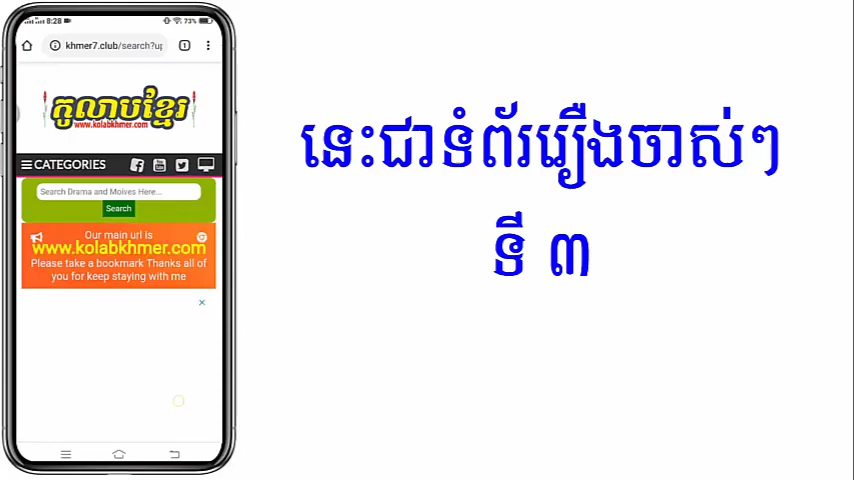 8:28
73%
khmer7.club/search?up
1
កូលាបខ្មែរ
www.kolabkhmer.com
CATEGORIES
Search Drama and Moives Here...
Search
Our main url is
www.kolabkhmer.com
Please take a bookmark Thanks all of
you for keep staying with me
នេះជាទំព័ររឿងចាស់ៗ
ទី ៣